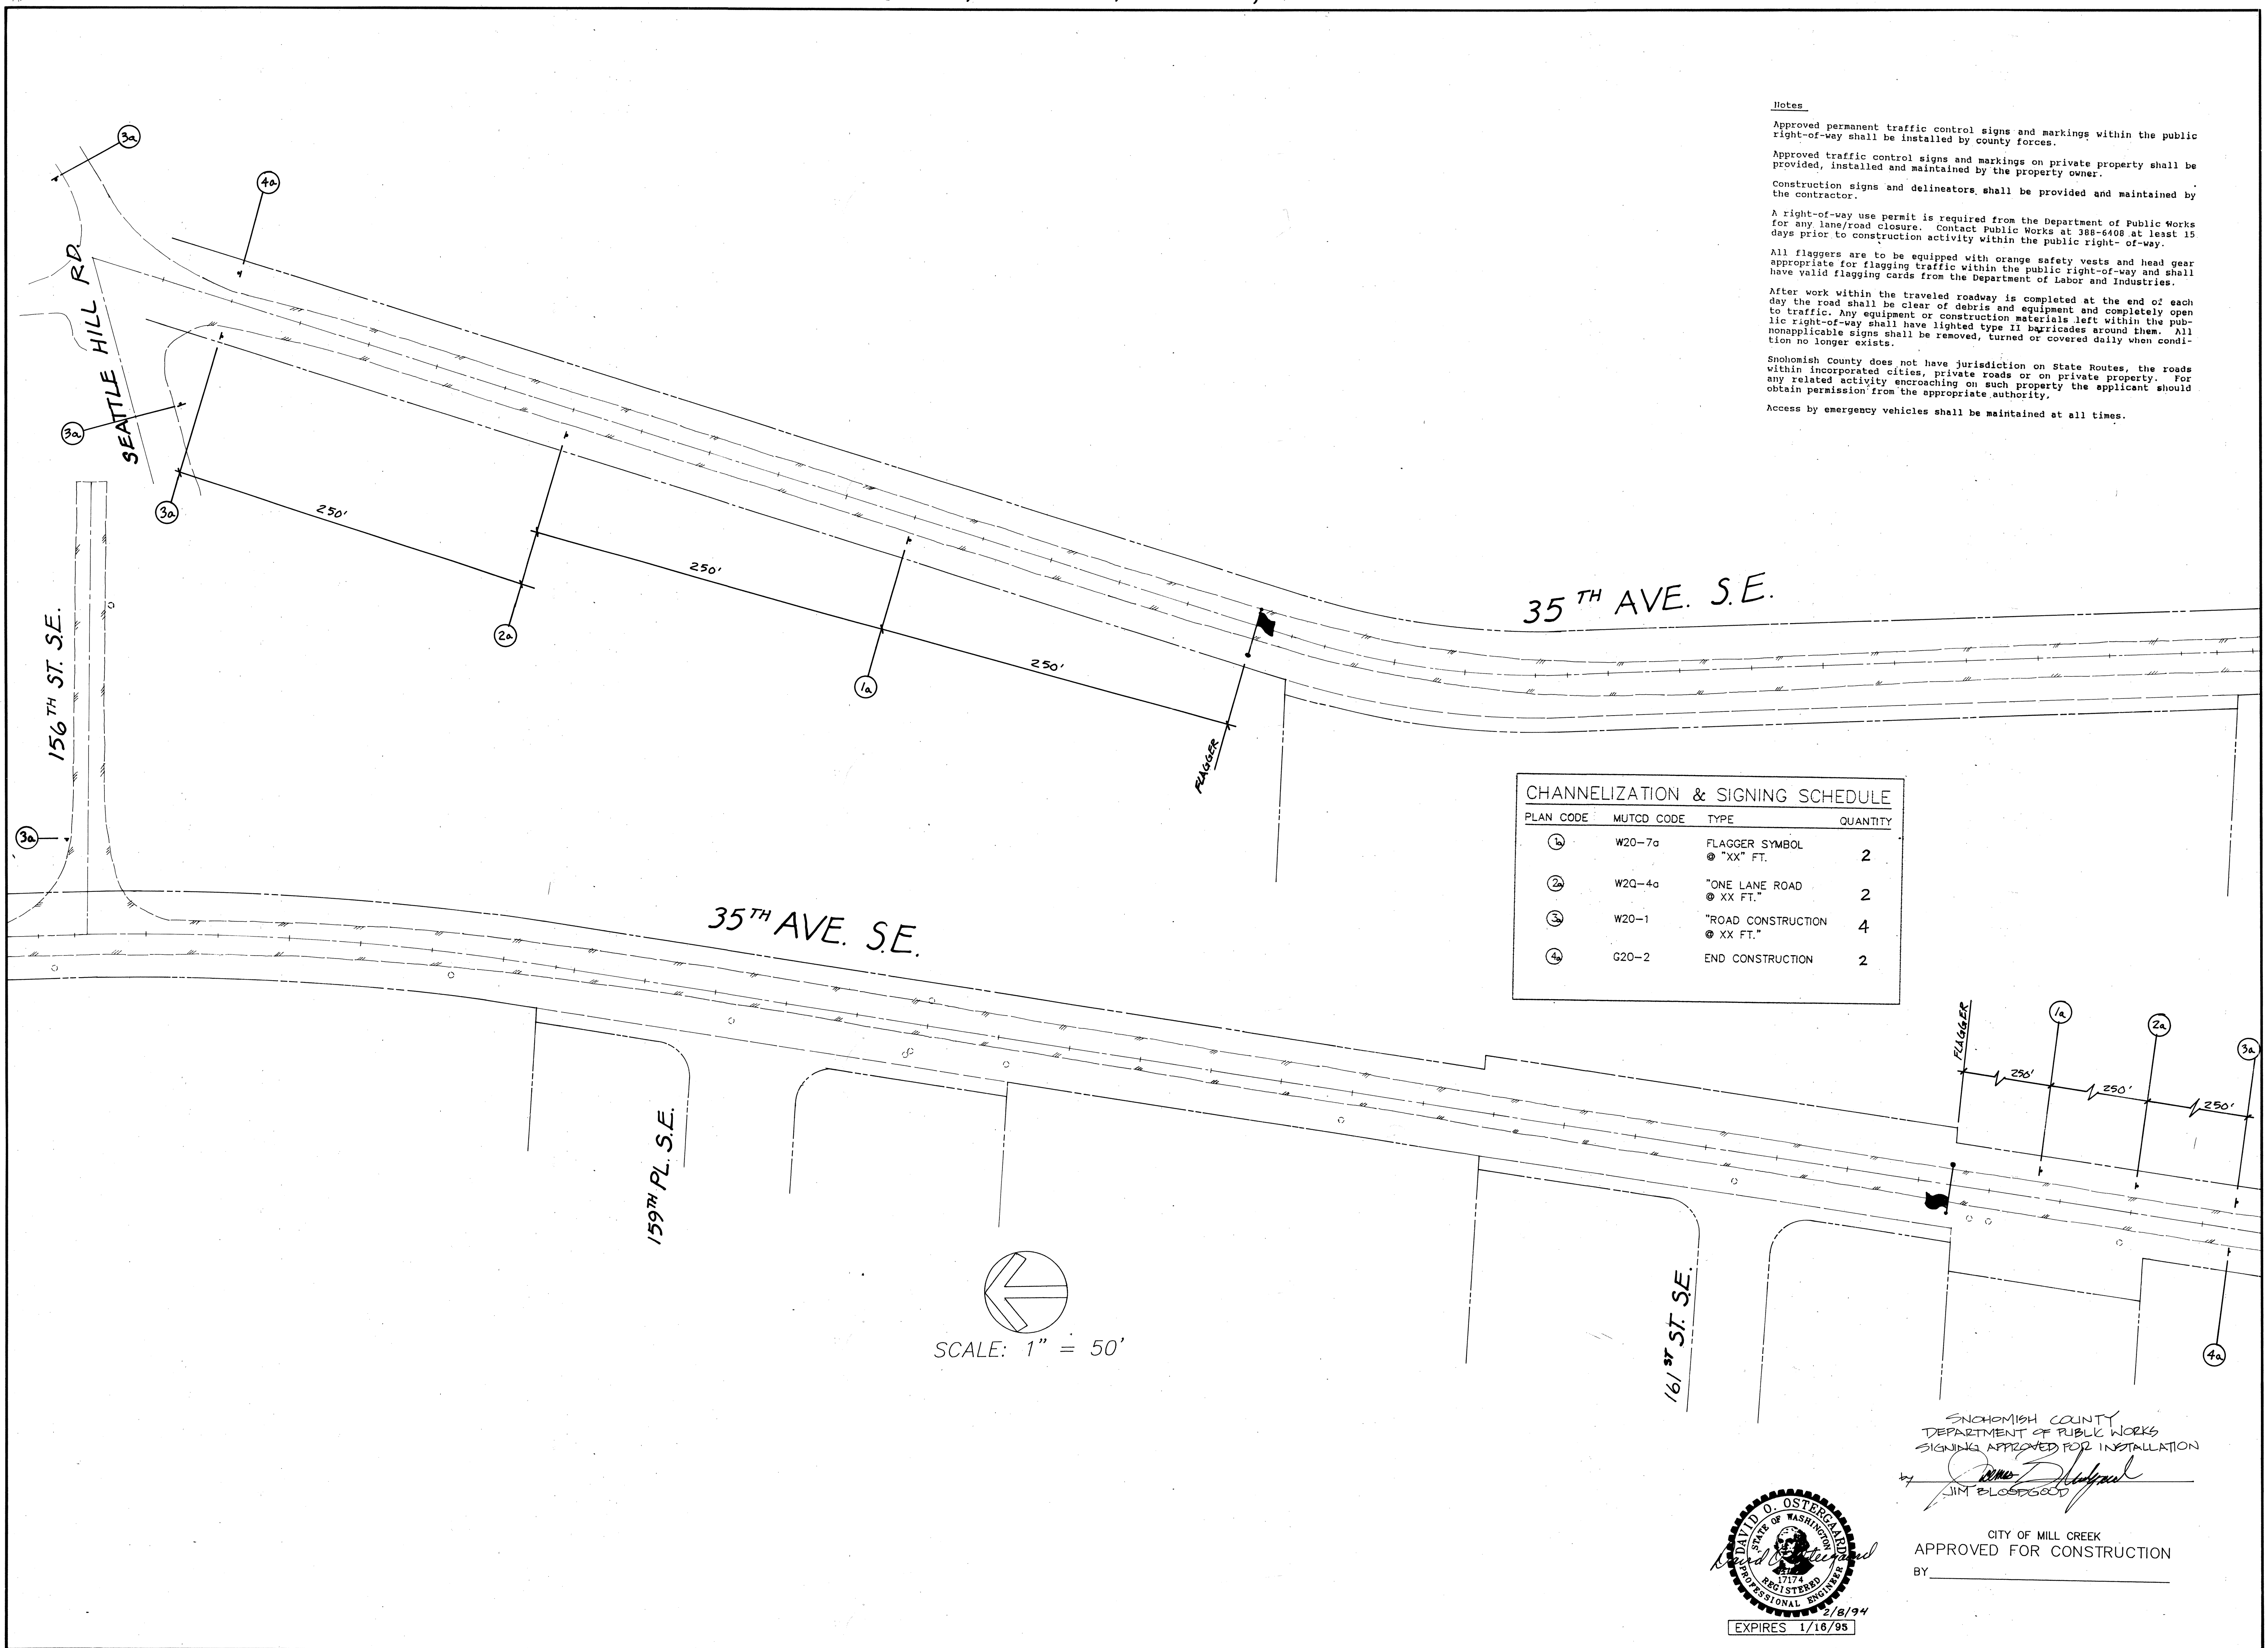 Notes
Approved permanent traffic control signs and markings within the public
right-of-way shall be installed by county forces.
Approved traffic control signs and markings on private property shall be
provided, installed and maintained by the property owner.
Construction signs and delineators shall be provided and maintained by
the contractor.
A right-of-way use permit is required from the Department of Public Works
for any lane/road closure. Contact Public Works at 388-6408 at least 15
days prior to construction activity within the public right- of-way.
All flaggers are to be equipped with orange safety vests and head gear
appropriate for flagging traffic within the public right-of-way and shall
have valid flagging cards from the Department of Labor and Industries.
After work within the traveled roadway is completed at the end of each
day the road shall be clear of debris and equipment and completely open
to traffic. Any equipment or construction materials left within the pub-
lic right-of-way shall have lighted type II barricades around them. All
nonapplicable signs shall be removed, turned or covered daily when condi-
tion no longer exists.
Snohomish County does not have jurisdiction on State Routes, the roads
within incorporated cities, private roads or on private property. For
any related activity encroaching on such property the applicant should
obtain permission from the appropriate authority,
Access by emergency vehicles shall be maintained at all times.
3a
4a
SEATTLE HILL RD.
3a
3a
250'
2a
250'
1a
250'
FLAGGER
35TH AVE. S.E.
156TH ST. S.E.
3a
CHANNELIZATION & SIGNING SCHEDULE
PLAN CODE MUTCD CODE TYPE QUANTITY
1a W20-7a FLAGGER SYMBOL
@ "XX" FT. 2
2a W20-4a "ONE LANE ROAD
@ XX FT." 2
3a W20-1 "ROAD CONSTRUCTION
@ XX FT." 4
4a G20-2 END CONSTRUCTION 2
35TH AVE. S.E.
FLAGGER
1a
2a
3a
250'
250'
250'
159TH PL. S.E.
161ST ST. S.E.
4a
SCALE: 1" = 50'
SNOHOMISH COUNTY
DEPARTMENT OF PUBLIC WORKS
SIGNING APPROVED FOR INSTALLATION
by
JIM BLOODGOOD
CITY OF MILL CREEK
APPROVED FOR CONSTRUCTION
BY
DAVID O. OSTERGAARD
STATE OF WASHINGTON
17174
REGISTERED
PROFESSIONAL ENGINEER
David O. Ostergaard
2/8/94
EXPIRES 1/16/95